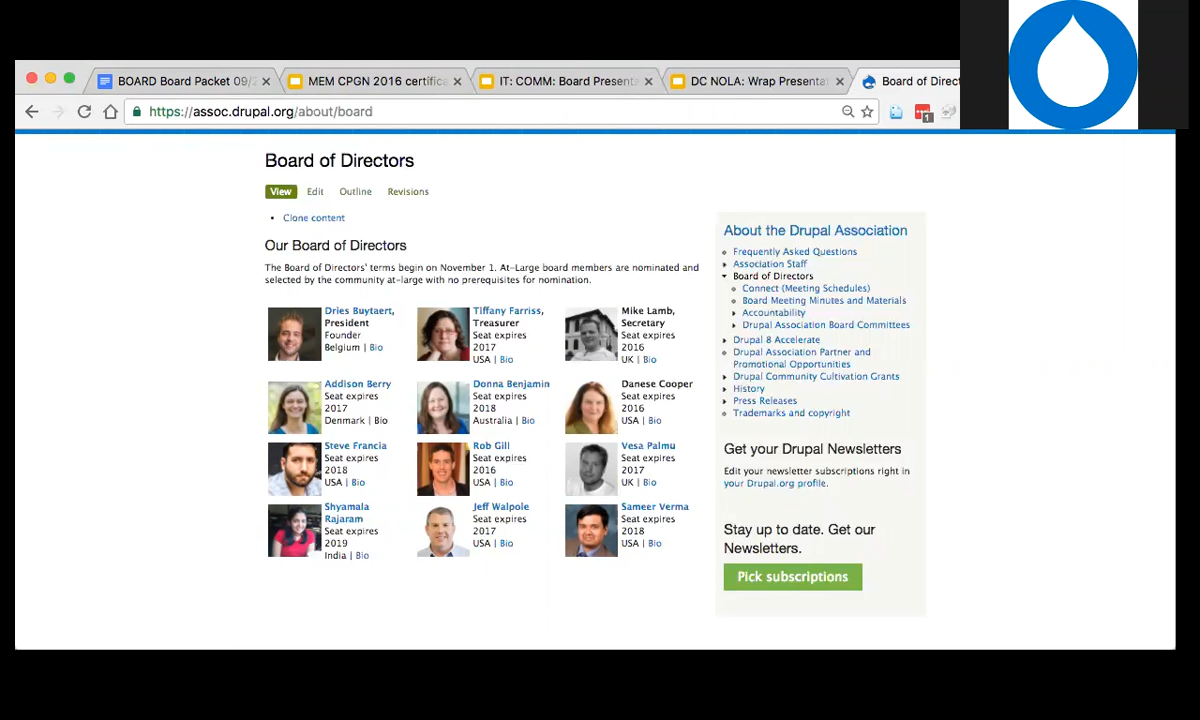 BOARD Board Packet 09/2
MEM CPGN 2016 certifica
IT: COMM: Board Present
DC NOLA: Wrap Presenta
Board of Direct
https://assoc.drupal.org/about/board
1
Board of Directors
View Edit Outline Revisions
Clone content
Our Board of Directors
The Board of Directors' terms begin on November 1. At-Large board members are nominated and
selected by the community at-large with no prerequisites for nomination.
Dries Buytaert,
President
Founder
Belgium | Bio
Tiffany Farriss,
Treasurer
Seat expires
2017
USA | Bio
Mike Lamb,
Secretary
Seat expires
2016
UK | Bio
Addison Berry
Seat expires
2017
Denmark | Bio
Donna Benjamin
Seat expires
2018
Australia | Bio
Danese Cooper
Seat expires
2016
USA | Bio
Steve Francia
Seat expires
2018
USA | Bio
Rob Gill
Seat expires
2016
USA | Bio
Vesa Palmu
Seat expires
2017
UK | Bio
Shyamala
Rajaram
Seat expires
2019
India | Bio
Jeff Walpole
Seat expires
2017
USA | Bio
Sameer Verma
Seat expires
2018
USA | Bio
About the Drupal Association
Frequently Asked Questions
Association Staff
Board of Directors
Connect (Meeting Schedules)
Board Meeting Minutes and Materials
Accountability
Drupal Association Board Committees
Drupal 8 Accelerate
Drupal Association Partner and
Promotional Opportunities
Drupal Community Cultivation Grants
History
Press Releases
Trademarks and copyright
Get your Drupal Newsletters
Edit your newsletter subscriptions right in
your Drupal.org profile.
Stay up to date. Get our
Newsletters.
Pick subscriptions